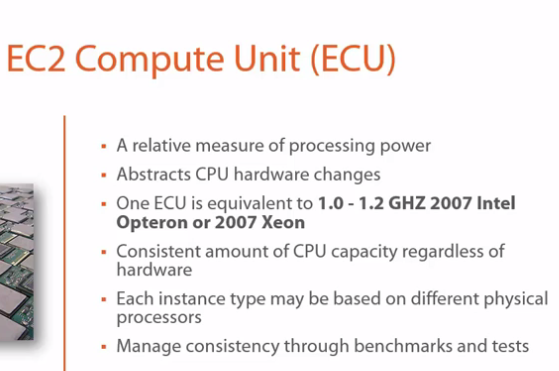 EC2 Compute Unit (ECU)
▪ A relative measure of processing power
▪ Abstracts CPU hardware changes
▪ One ECU is equivalent to 1.0 - 1.2 GHZ 2007 Intel
Opteron or 2007 Xeon
▪ Consistent amount of CPU capacity regardless of
hardware
▪ Each instance type may be based on different physical
processors
▪ Manage consistency through benchmarks and tests